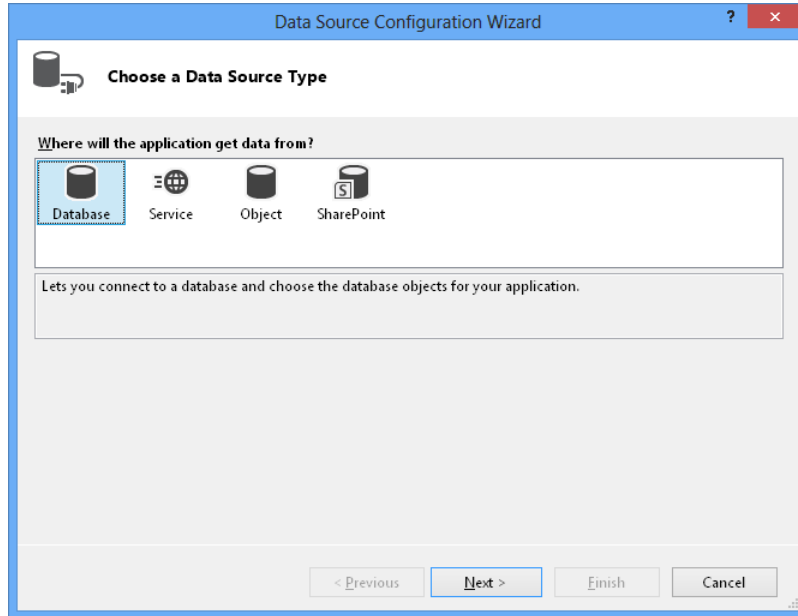 Data Source Configuration Wizard
?
Choose a Data Source Type
Where will the application get data from?
Database Service Object SharePoint
Lets you connect to a database and choose the database objects for your application.
< Previous Next > Finish Cancel